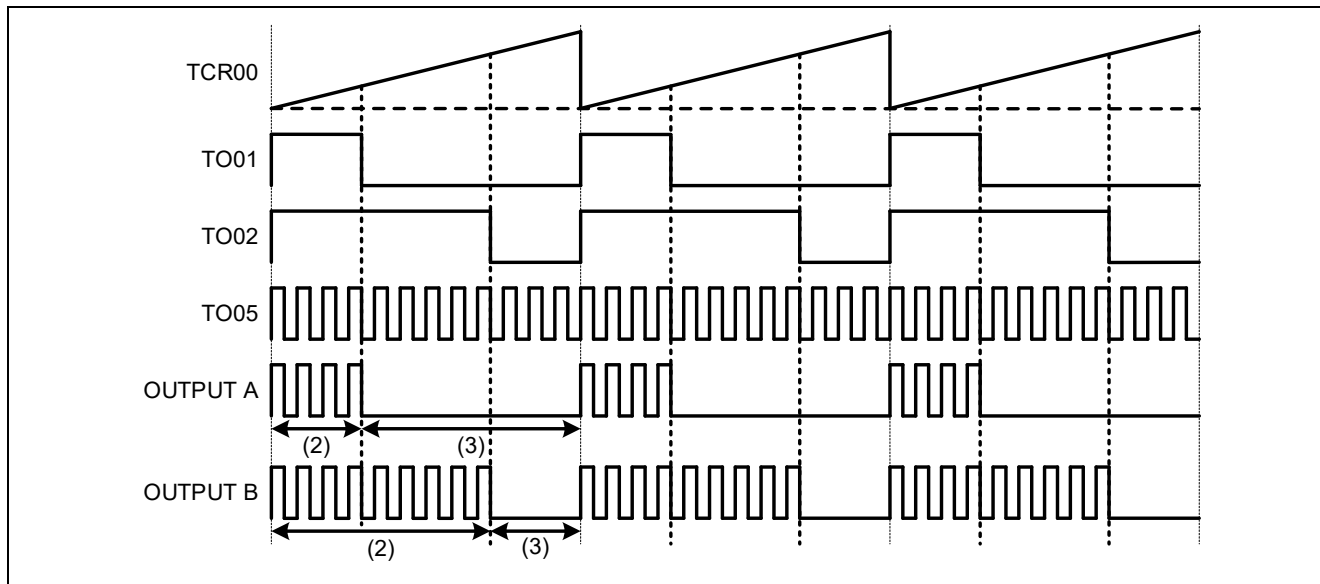 TCR00
TO01
TO02
TO05
OUTPUT A
(2) (3)
OUTPUT B
(2) (3)